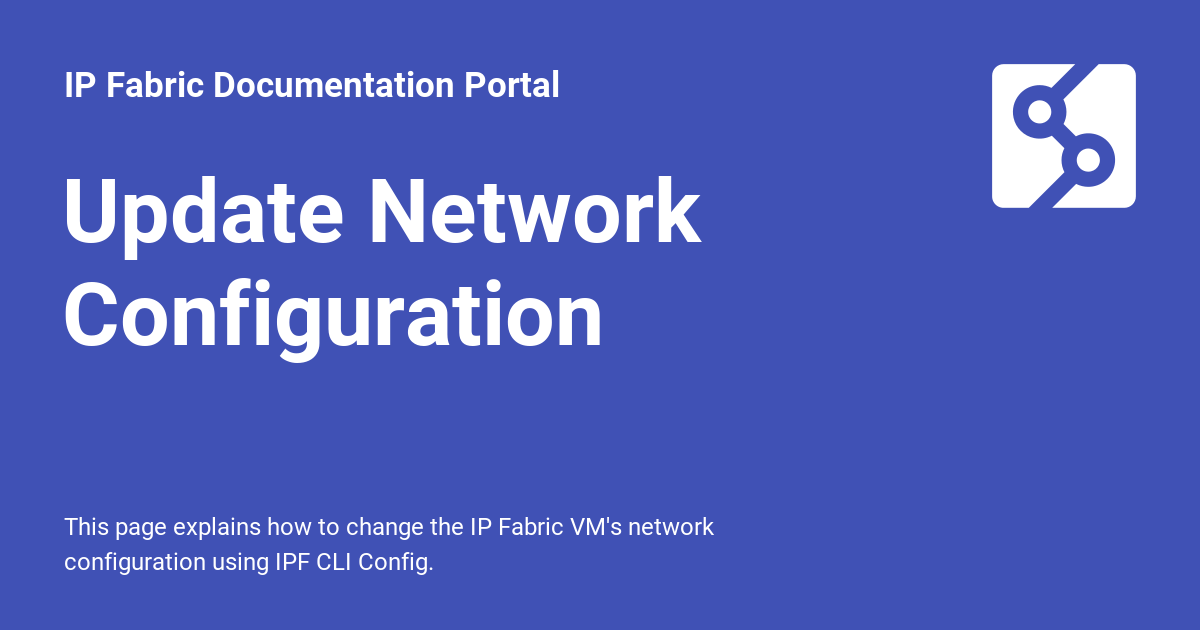 IP Fabric Documentation Portal
Update Network
Configuration
This page explains how to change the IP Fabric VM's network
configuration using IPF CLI Config.